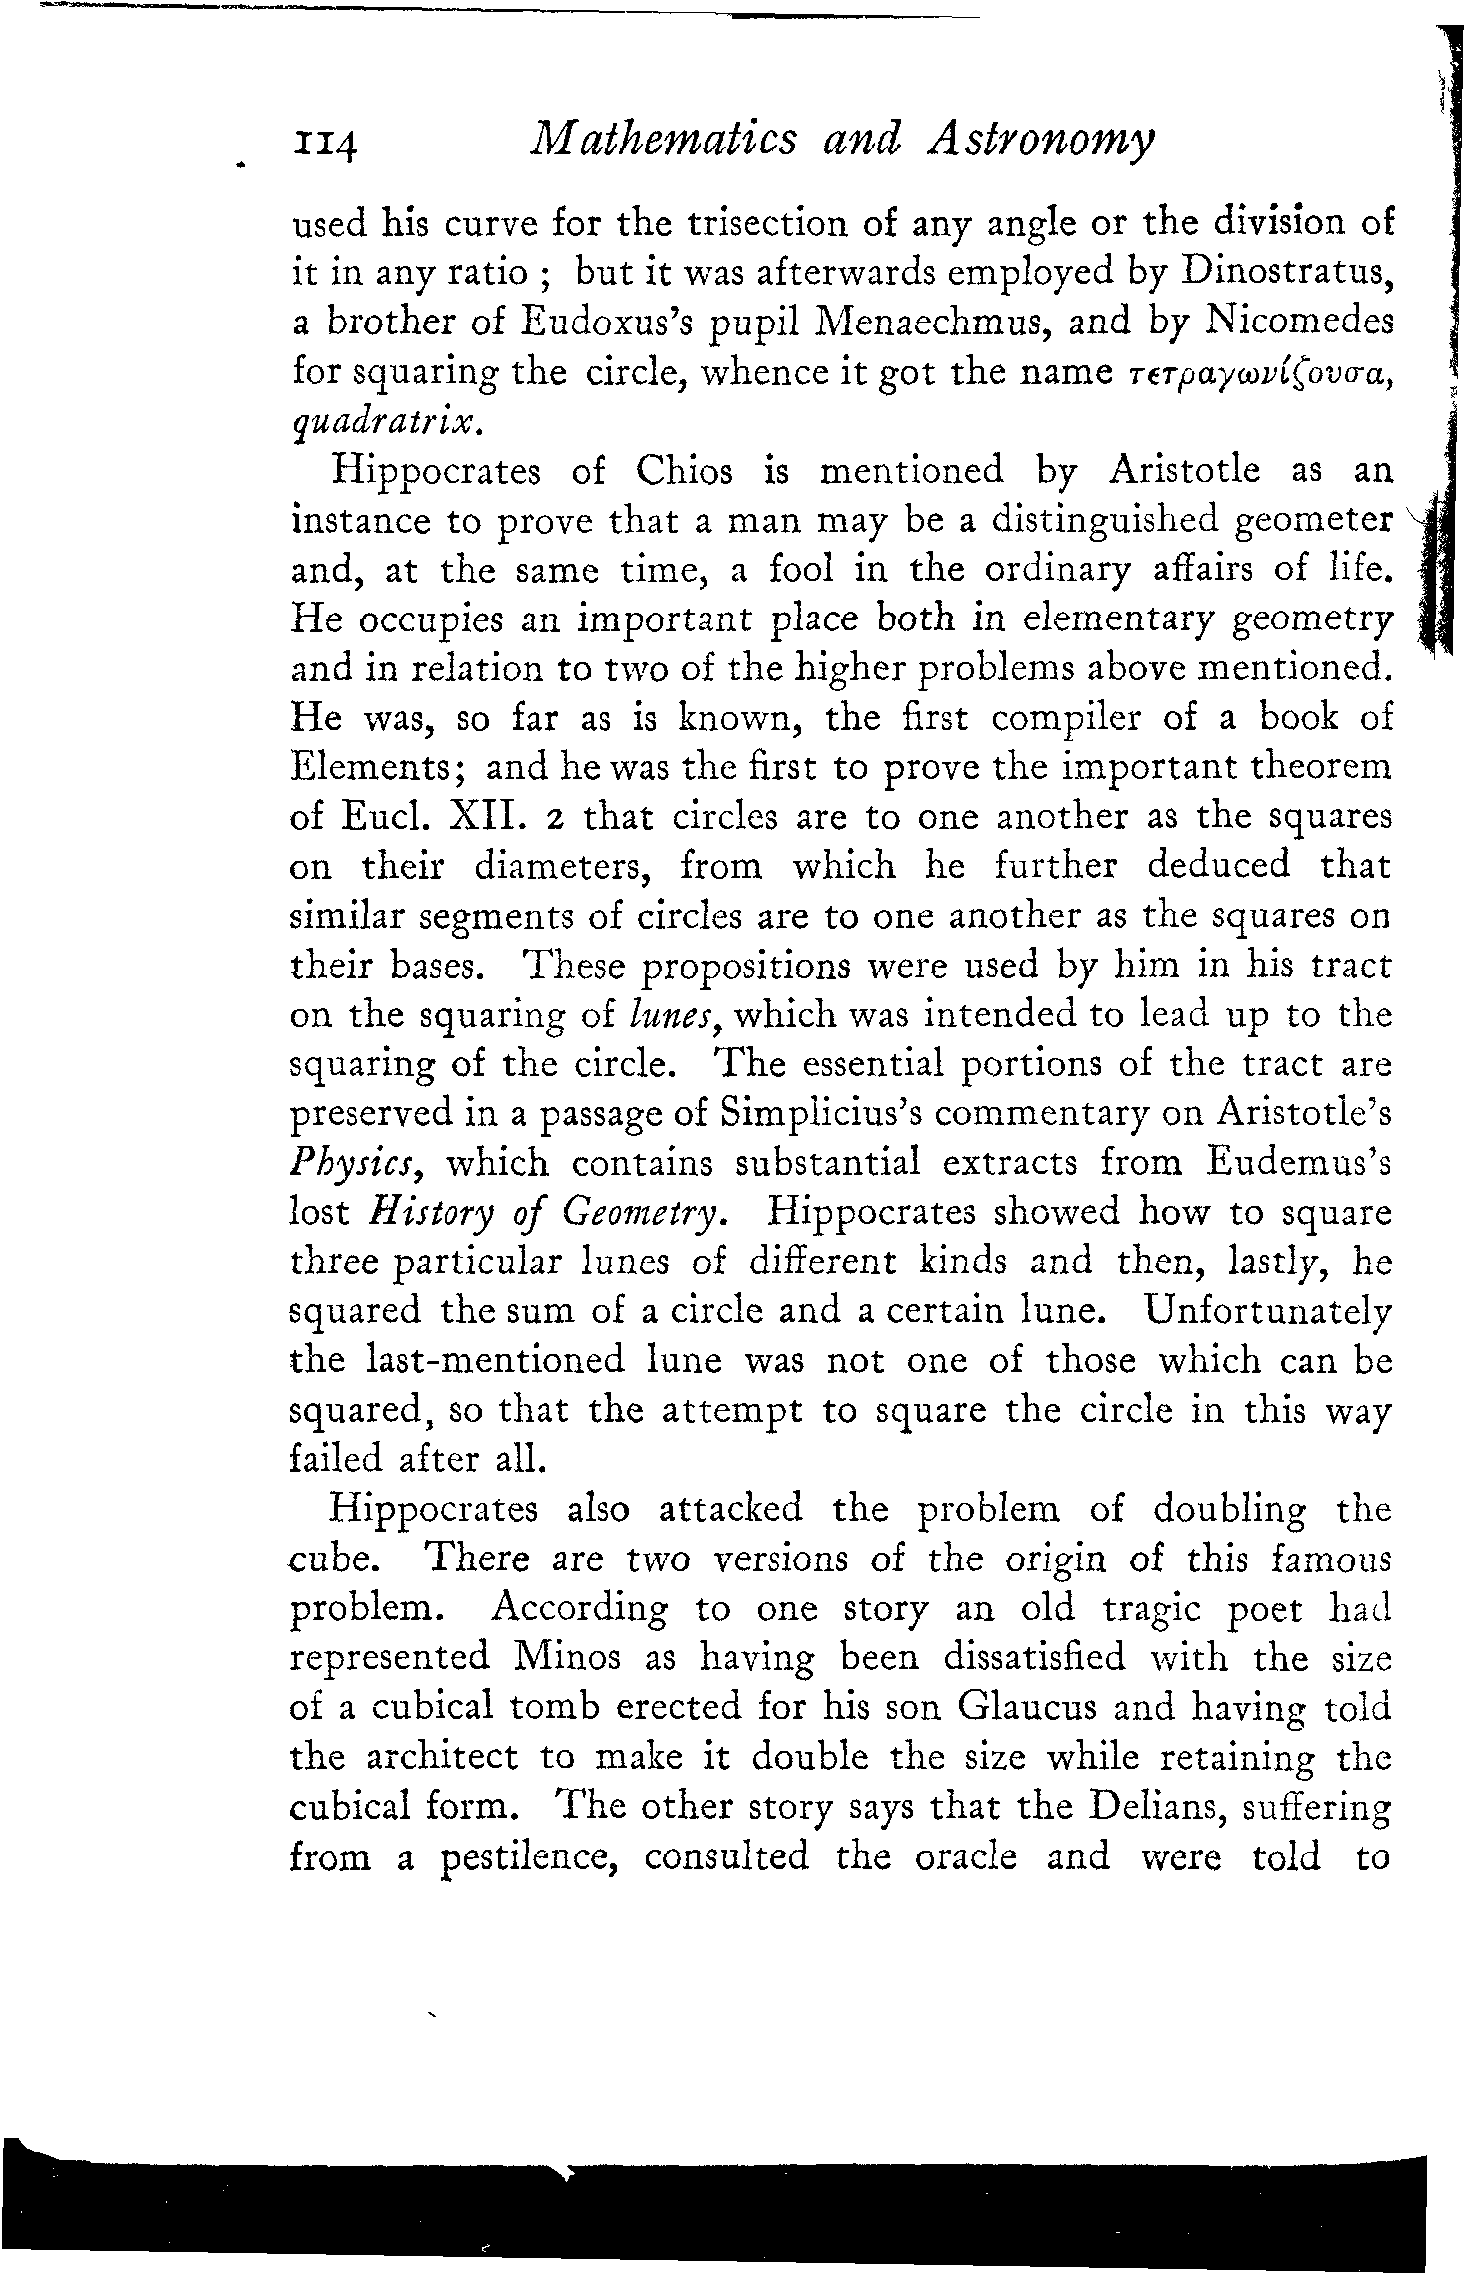 114 Mathematics and Astronomy
used his curve for the trisection of any angle or the division of
it in any ratio ; but it was afterwards employed by Dinostratus,
a brother of Eudoxus's pupil Menaechmus, and by Nicomedes
for squaring the circle, whence it got the name τετραγωνίζουσα,
quadratrix.
Hippocrates of Chios is mentioned by Aristotle as an
instance to prove that a man may be a distinguished geometer
and, at the same time, a fool in the ordinary affairs of life.
He occupies an important place both in elementary geometry
and in relation to two of the higher problems above mentioned.
He was, so far as is known, the first compiler of a book of
Elements; and he was the first to prove the important theorem
of Eucl. XII. 2 that circles are to one another as the squares
on their diameters, from which he further deduced that
similar segments of circles are to one another as the squares on
their bases. These propositions were used by him in his tract
on the squaring of lunes, which was intended to lead up to the
squaring of the circle. The essential portions of the tract are
preserved in a passage of Simplicius's commentary on Aristotle's
Physics, which contains substantial extracts from Eudemus's
lost History of Geometry. Hippocrates showed how to square
three particular lunes of different kinds and then, lastly, he
squared the sum of a circle and a certain lune. Unfortunately
the last-mentioned lune was not one of those which can be
squared, so that the attempt to square the circle in this way
failed after all.
Hippocrates also attacked the problem of doubling the
cube. There are two versions of the origin of this famous
problem. According to one story an old tragic poet had
represented Minos as having been dissatisfied with the size
of a cubical tomb erected for his son Glaucus and having told
the architect to make it double the size while retaining the
cubical form. The other story says that the Delians, suffering
from a pestilence, consulted the oracle and were told to